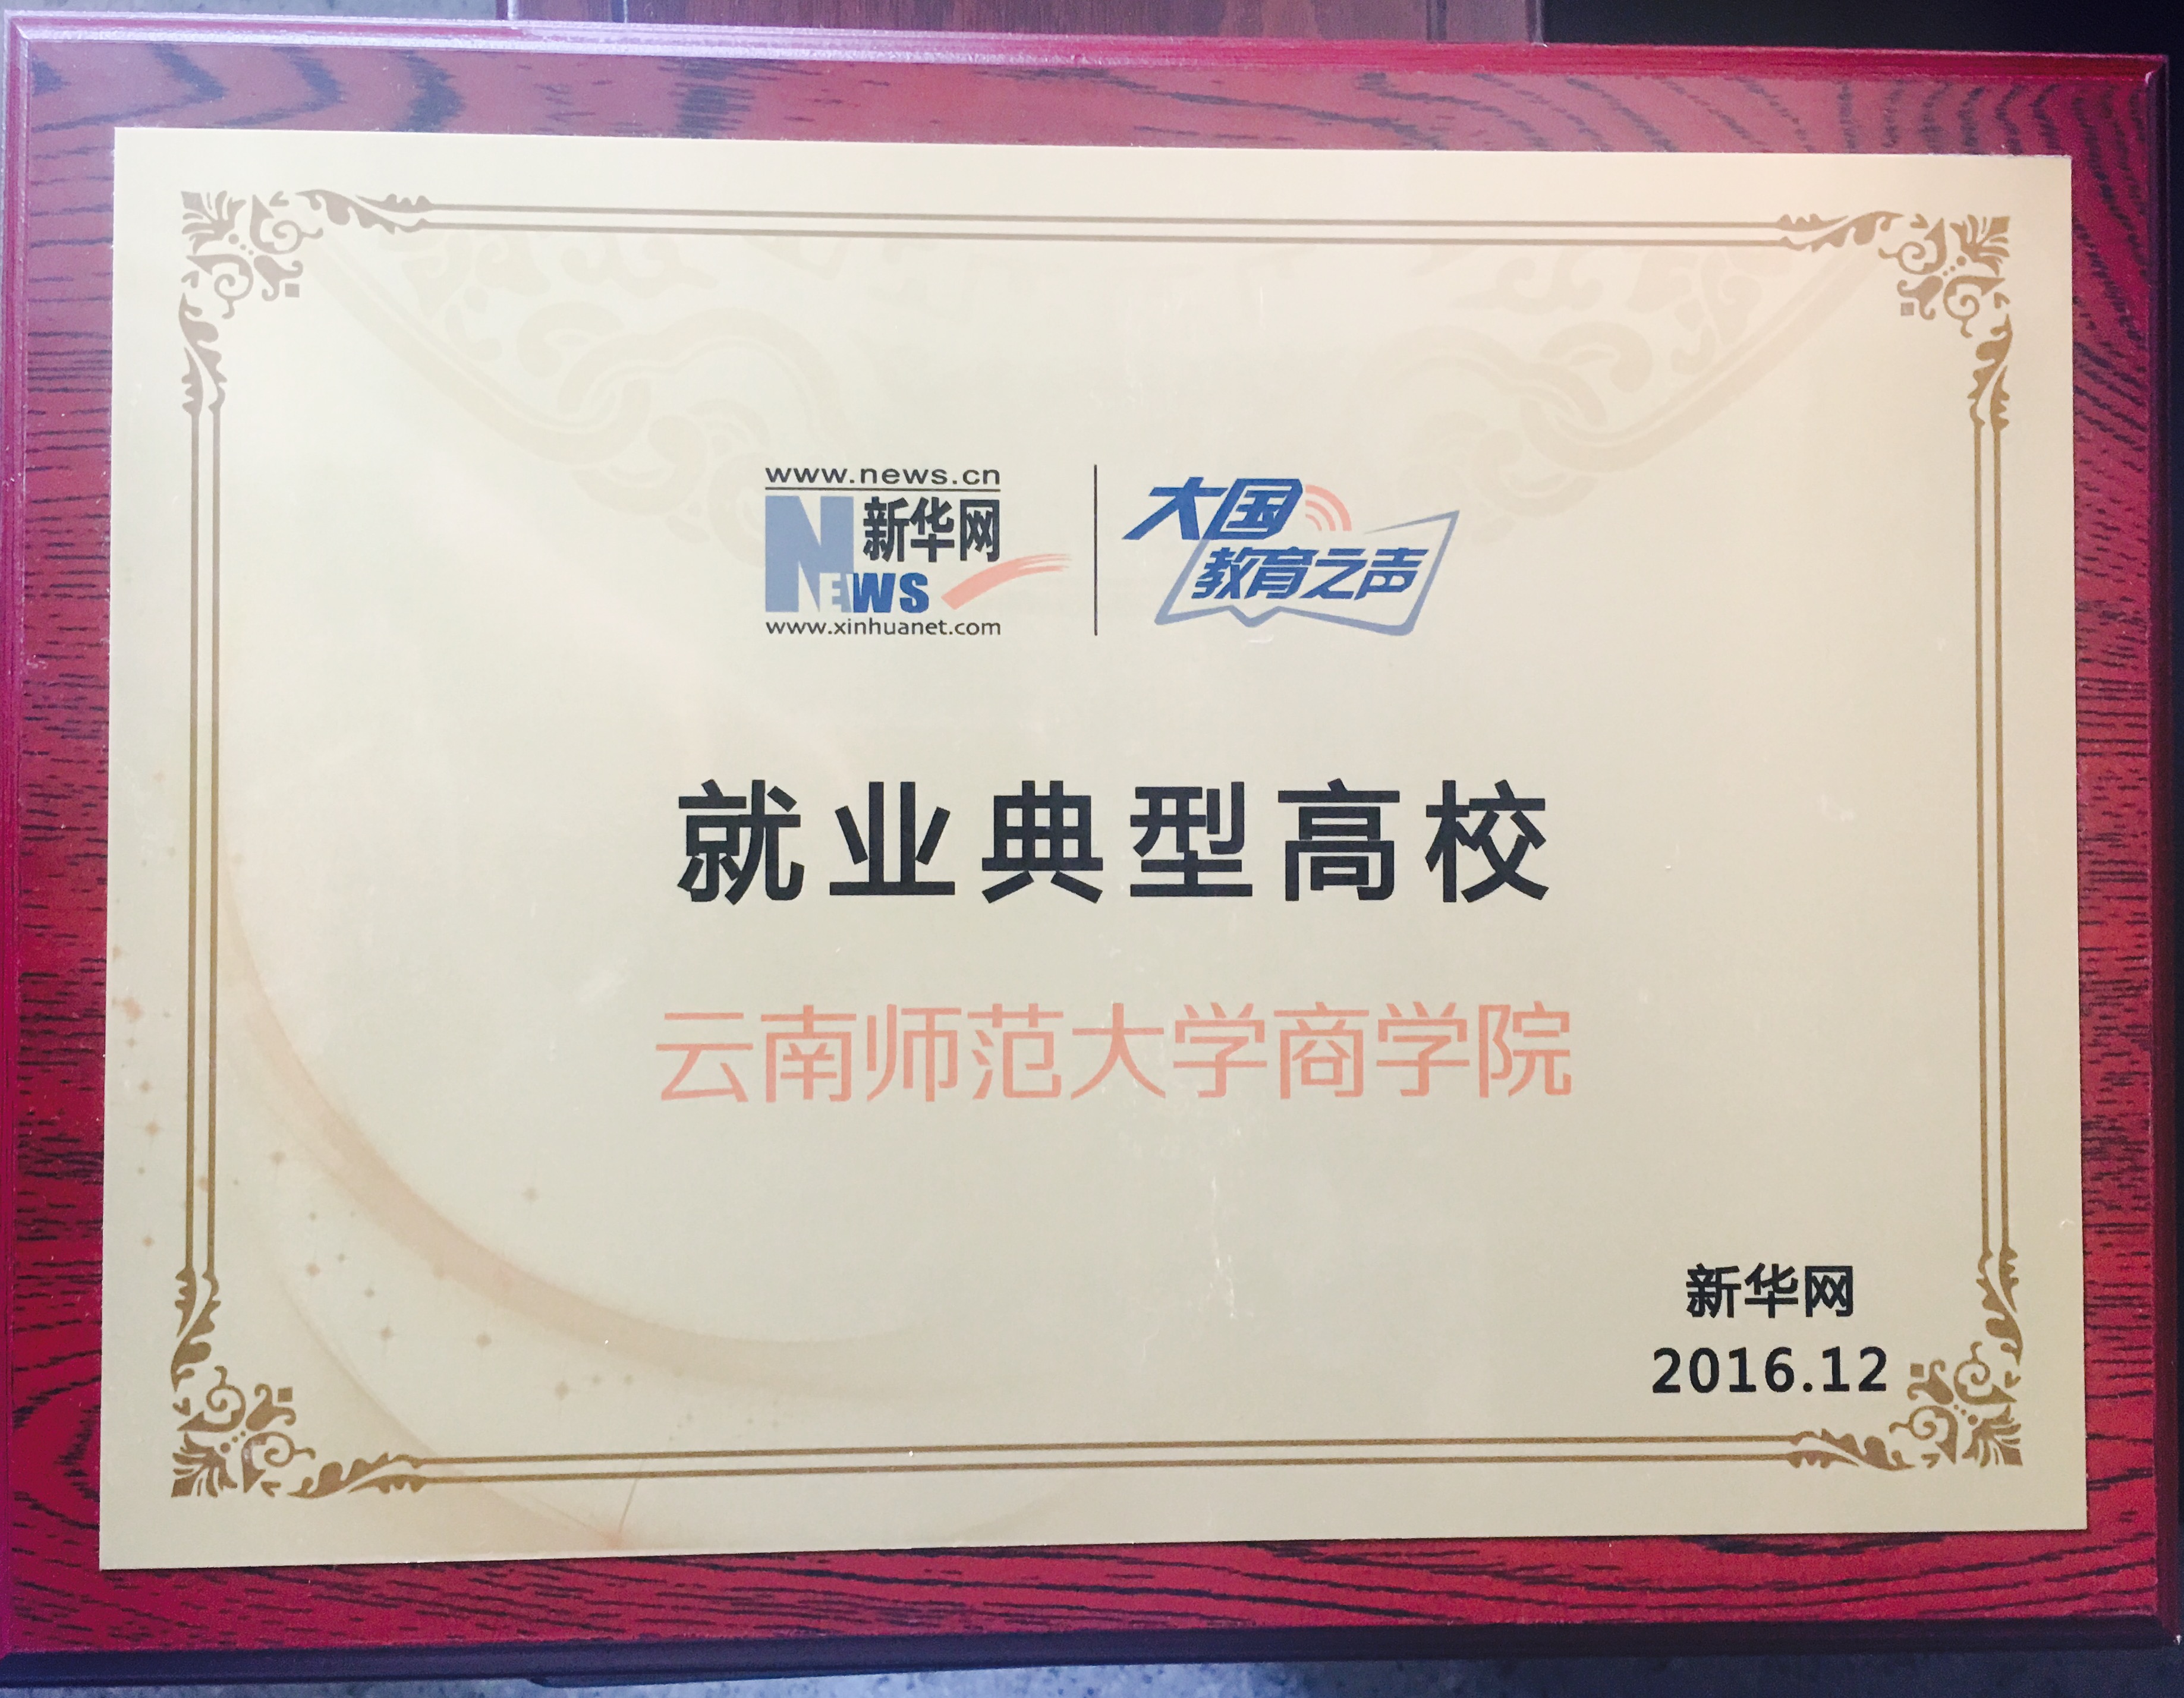 www.news.cn
新华网
NEWS
www.xinhuanet.com
大国
教育之声
就业典型高校
云南师范大学商学院
新华网
2016.12